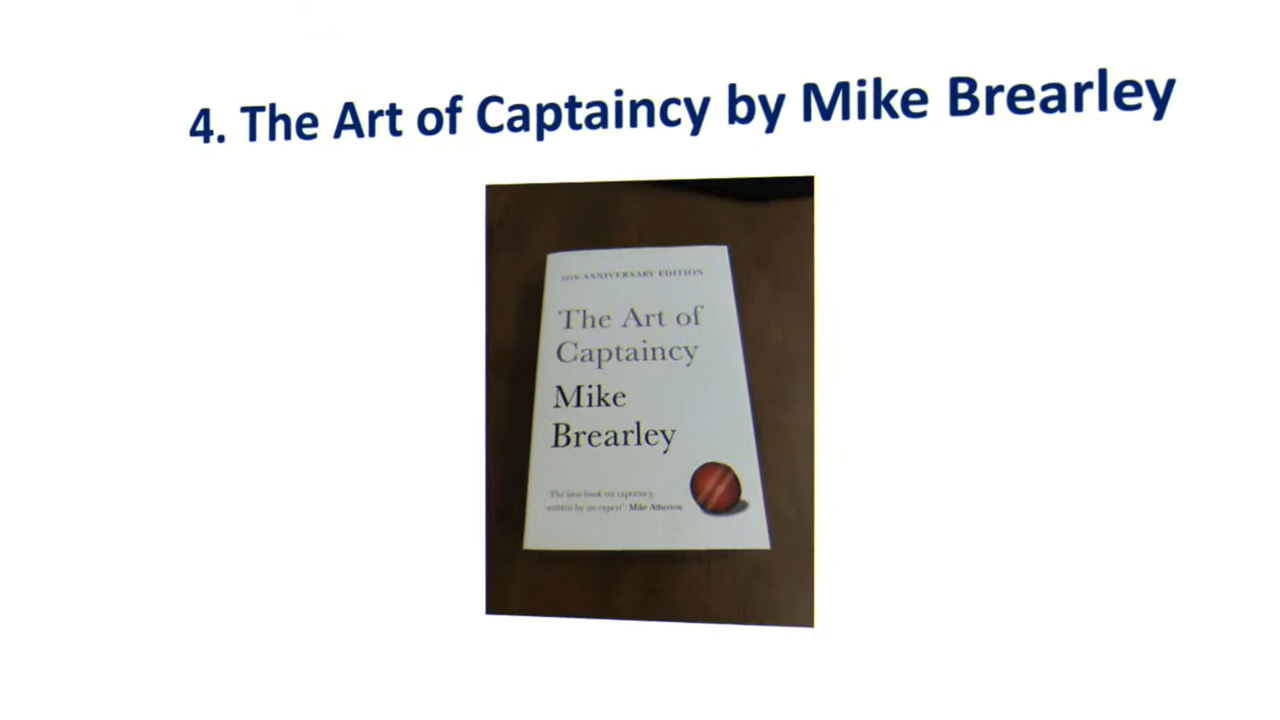 4. The Art of Captaincy by Mike Brearley
ANNIVERSARY EDITION
The Art of
Captaincy
Mike
Brearley
'The best book on captaincy,
written by an expert' Mike Atherton